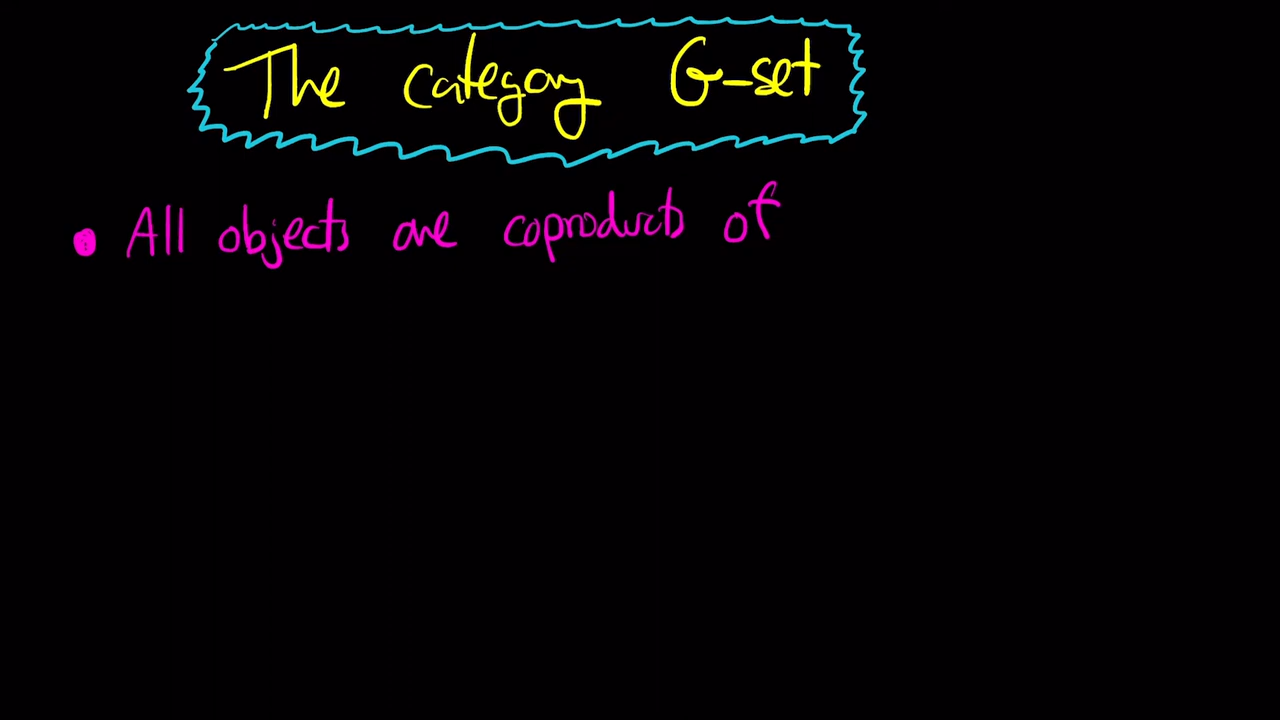 The category G-set
• All objects are coproducts of